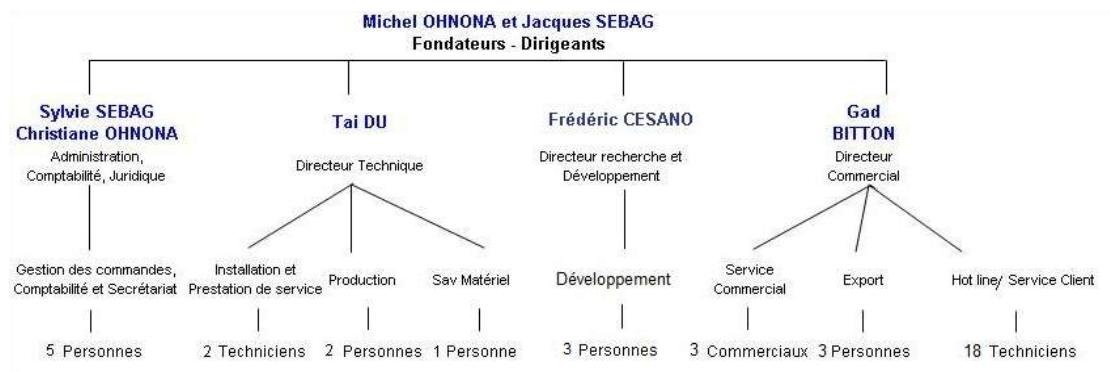 Michel OHNONA et Jacques SEBAG
Fondateurs - Dirigeants
Sylvie SEBAG
Christiane OHNONA
Administration,
Comptabilité, Juridique
Tai DU
Directeur Technique
Frédéric CESANO
Directeur recherche et
Développement
Gad
BITTON
Directeur
Commercial
Gestion des commandes,
Comptabilité et Secrétariat
Installation et
Prestation de service
Production
Sav Matériel
Développement
Service
Commercial
Export
Hot line/ Service Client
5 Personnes
2 Techniciens
2 Personnes
1 Personne
3 Personnes
3 Commerciaux
3 Personnes
18 Techniciens